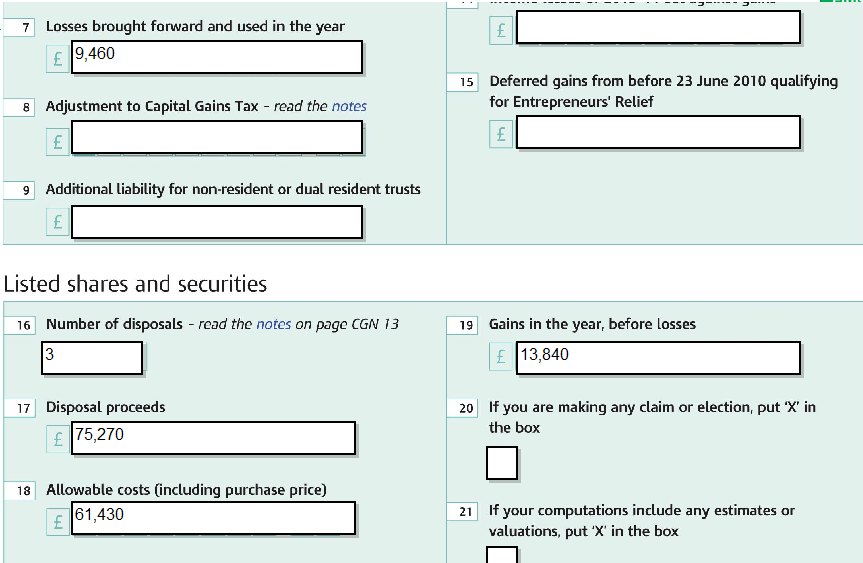 7 Losses brought forward and used in the year
£ 9,460
8 Adjustment to Capital Gains Tax – read the notes
£
9 Additional liability for non-resident or dual resident trusts
£
£
15 Deferred gains from before 23 June 2010 qualifying
for Entrepreneurs' Relief
£
Listed shares and securities
16 Number of disposals – read the notes on page CGN 13
3
17 Disposal proceeds
£ 75,270
18 Allowable costs (including purchase price)
£ 61,430
19 Gains in the year, before losses
£ 13,840
20 If you are making any claim or election, put ‘X’ in
the box
21 If your computations include any estimates or
valuations, put ‘X’ in the box